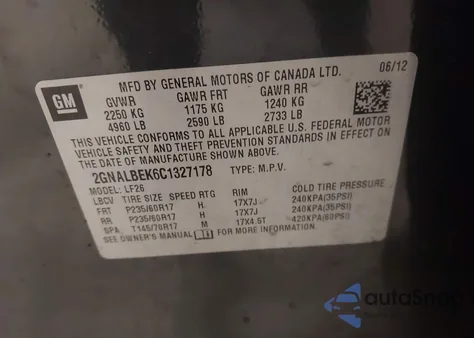 06/12
MFD BY GENERAL MOTORS OF CANADA LTD.
GM
GVWR GAWR FRT GAWR RR
2250 KG 1175 KG 1240 KG
4960 LB 2590 LB 2733 LB
THIS VEHICLE CONFORMS TO ALL APPLICABLE U.S. FEDERAL MOTOR
VEHICLE SAFETY AND THEFT PREVENTION STANDARDS IN EFFECT ON
THE DATE OF MANUFACTURE SHOWN ABOVE.
2GNALBEK6C1327178 TYPE: M.P.V.
MODEL: LF26
LBCV TIRE SIZE SPEED RTG RIM COLD TIRE PRESSURE
FRT P235/60R17 H 17X7J 240KPA(35PSI)
RR P235/60R17 H 17X7J 240KPA(35PSI)
SPA T145/70R17 M 17X4.5T 420KPA(60PSI)
SEE OWNER'S MANUAL FOR MORE INFORMATION.